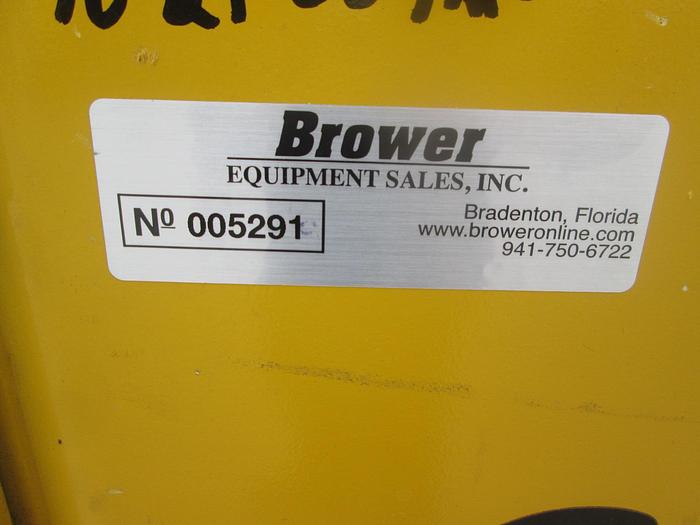 Brower
EQUIPMENT SALES, INC.
Nº 005291
Bradenton, Florida
www.broweronline.com
941-750-6722